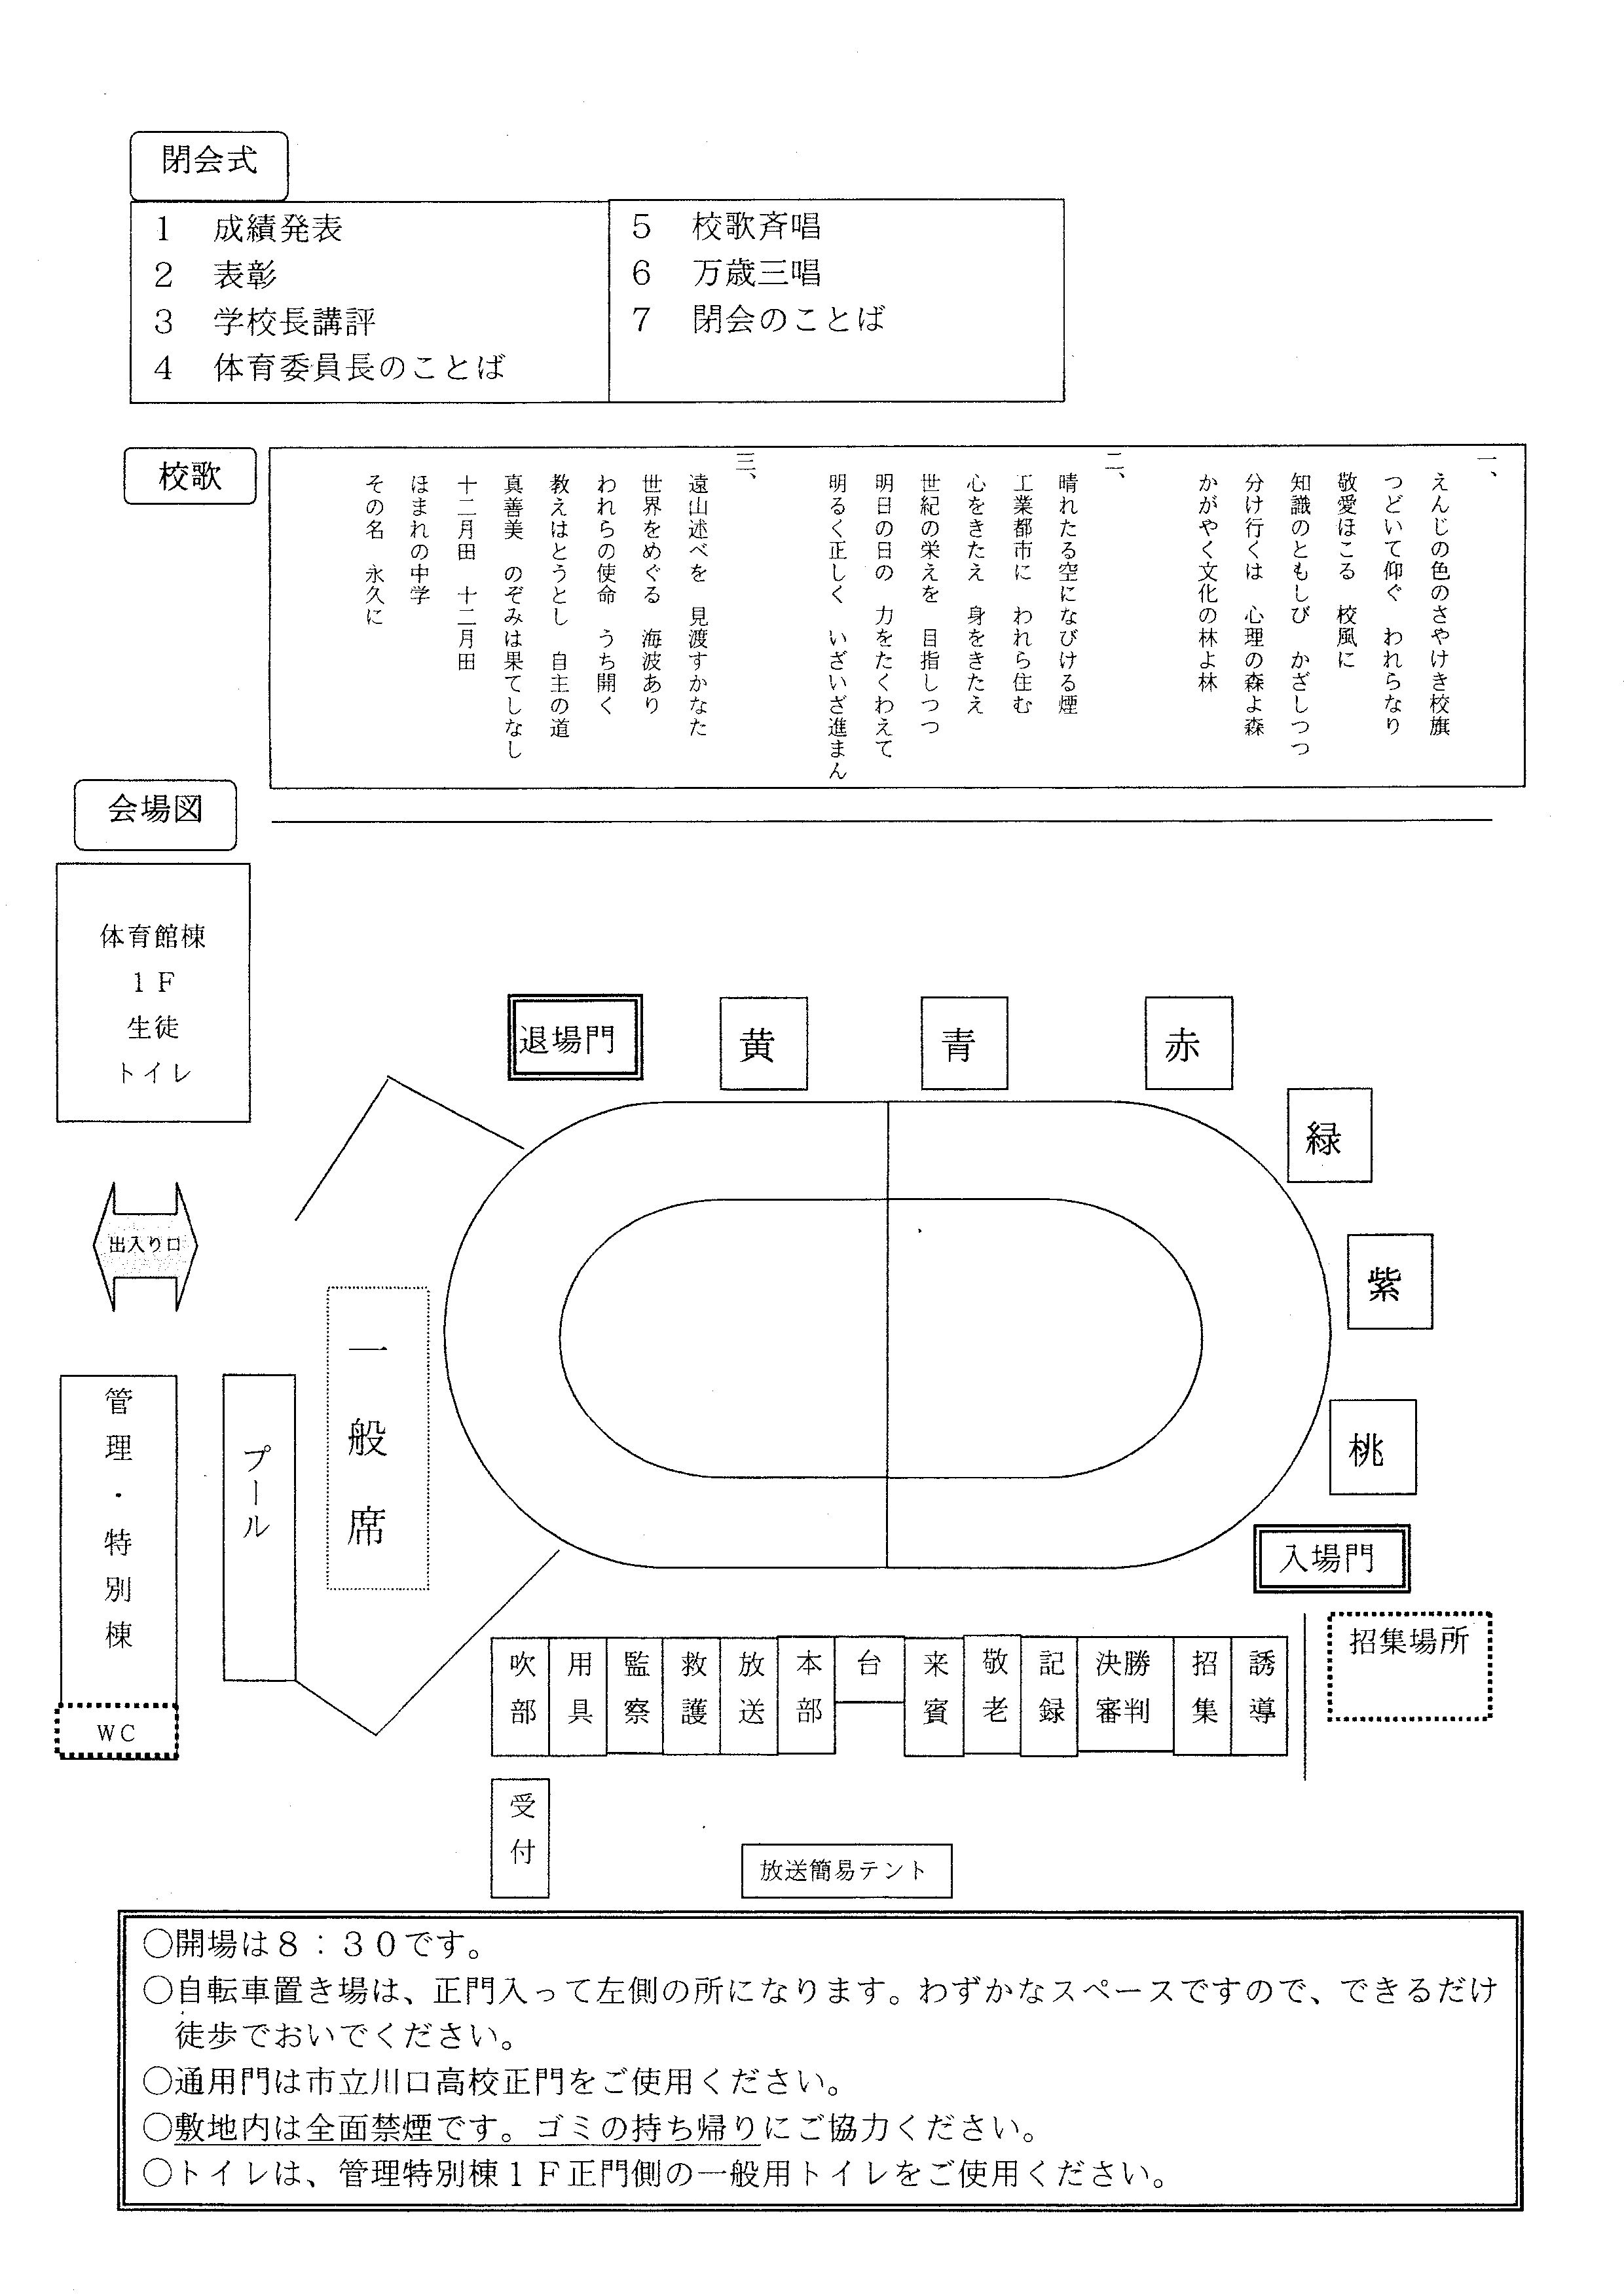 閉会式
1 成績発表
2 表彰
3 学校長講評
4 体育委員長のことば
5 校歌斉唱
6 万歳三唱
7 閉会のことば
校歌
一、
えんじの色のさやけき校旗
つどいて仰ぐ われらなり
敬愛ほこる 校風に
知識のともしび かざしつつ
分け行くは 心理の森よ森
かがやく文化の林よ林
二、
晴れたる空になびける煙
工業都市に われら住む
心をきたえ 身をきたえ
世紀の栄えを 目指しつつ
明日の日の 力をたくわえて
明るく正しく いざいざ進まん
三、
遠山述べを 見渡すかなた
世界をめぐる 海波あり
われらの使命 うち開く
教えはとうとし 自主の道
真善美 のぞみは果てしなし
十二月田 十二月田
ほまれの中学
その名 永久に
会場図
体育館棟
1F
生徒
トイレ
退場門
黄
青
赤
緑
紫
桃
出入り口
一般席
管理・特別棟
プール
WC
入場門
招集場所
吹部
用具
監察
救護
放送
本部
台
来賓
敬老
記録
決勝
審判
招集
誘導
受付
放送簡易テント
○開場は8：30です。
○自転車置き場は、正門入って左側の所になります。わずかなスペースですので、できるだけ
徒歩でおいでください。
○通用門は市立川口高校正門をご使用ください。
○敷地内は全面禁煙です。ゴミの持ち帰りにご協力ください。
○トイレは、管理特別棟1F正門側の一般用トイレをご使用ください。